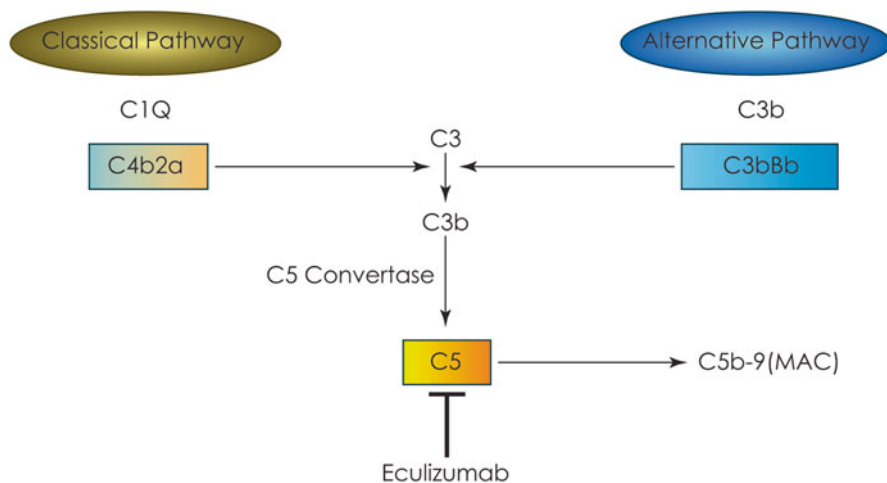 Classical Pathway
Alternative Pathway
C1Q
C3b
C4b2a
C3
C3bBb
C3b
C5 Convertase
C5
C5b-9(MAC)
Eculizumab